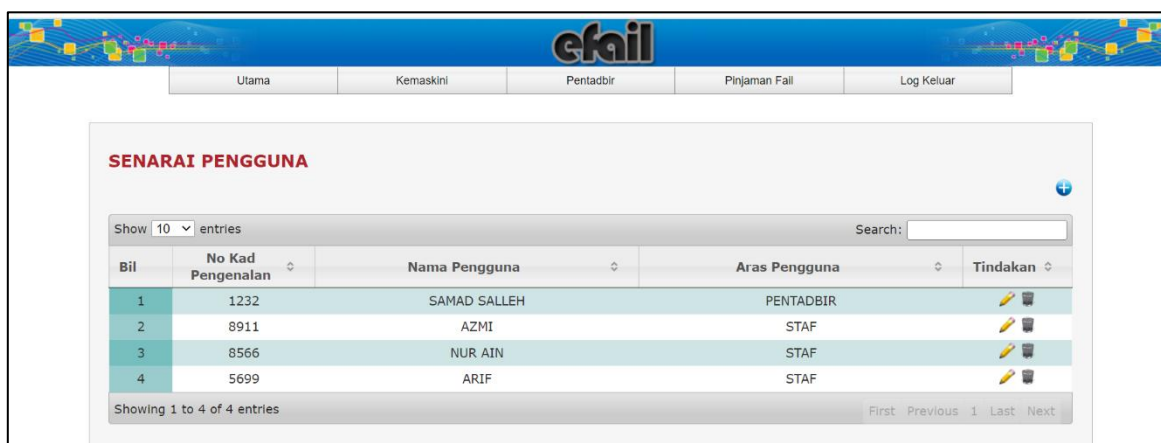 efail
Utama Kemaskini Pentadbir Pinjaman Fail Log Keluar
SENARAI PENGGUNA
Show 10 entries Search:
Bil No Kad Pengenalan Nama Pengguna Aras Pengguna Tindakan
1 1232 SAMAD SALLEH PENTADBIR
2 8911 AZMI STAF
3 8566 NUR AIN STAF
4 5699 ARIF STAF
Showing 1 to 4 of 4 entries First Previous 1 Last Next